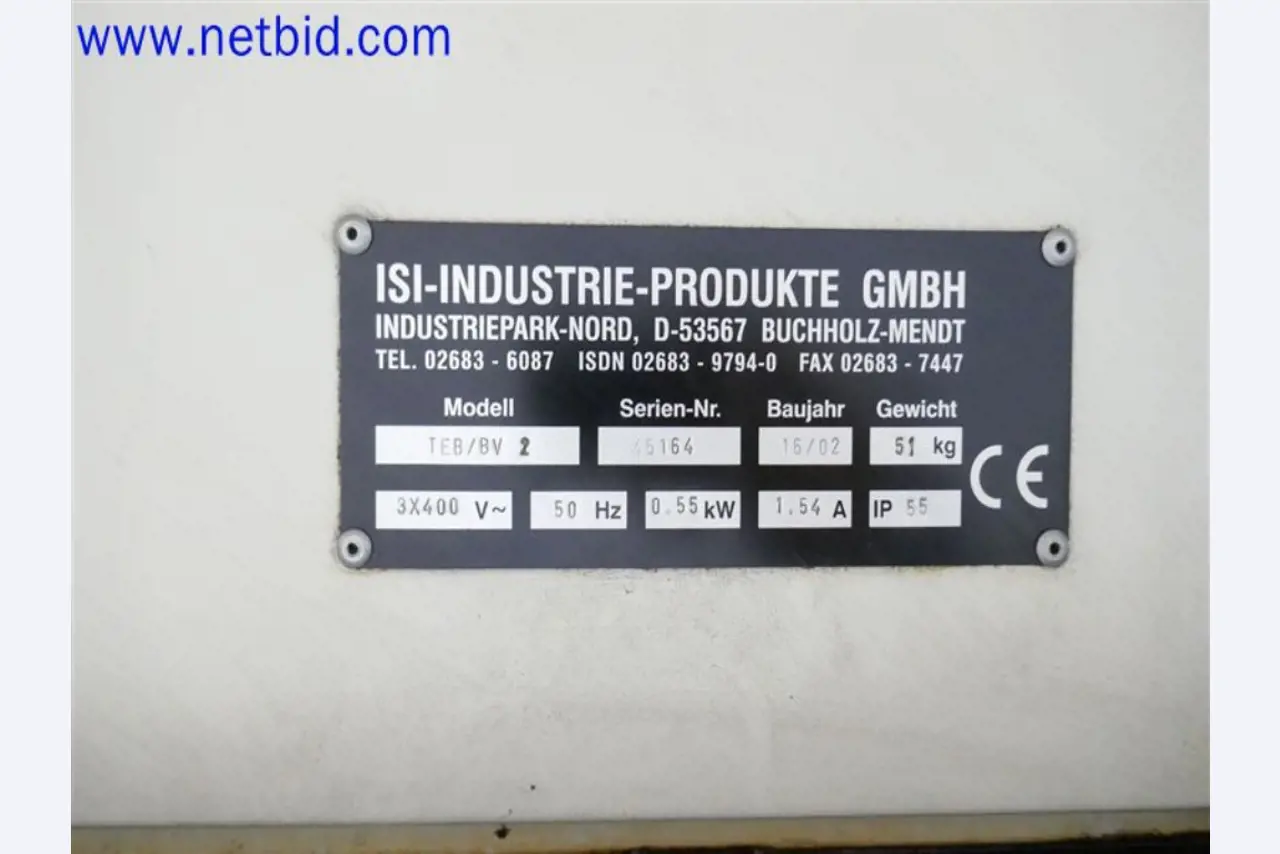 www.netbid.com
ISI-INDUSTRIE-PRODUKTE GMBH
INDUSTRIEPARK-NORD, D-53567 BUCHHOLZ-MENDT
TEL. 02683 - 6087 ISDN 02683 - 9794-0 FAX 02683 - 7447
Modell Serien-Nr. Baujahr Gewicht
TEB/BV 2 16/02 51 kg
CE
3X400 V~ 50 Hz 0.55 kW 1.54 A IP 55